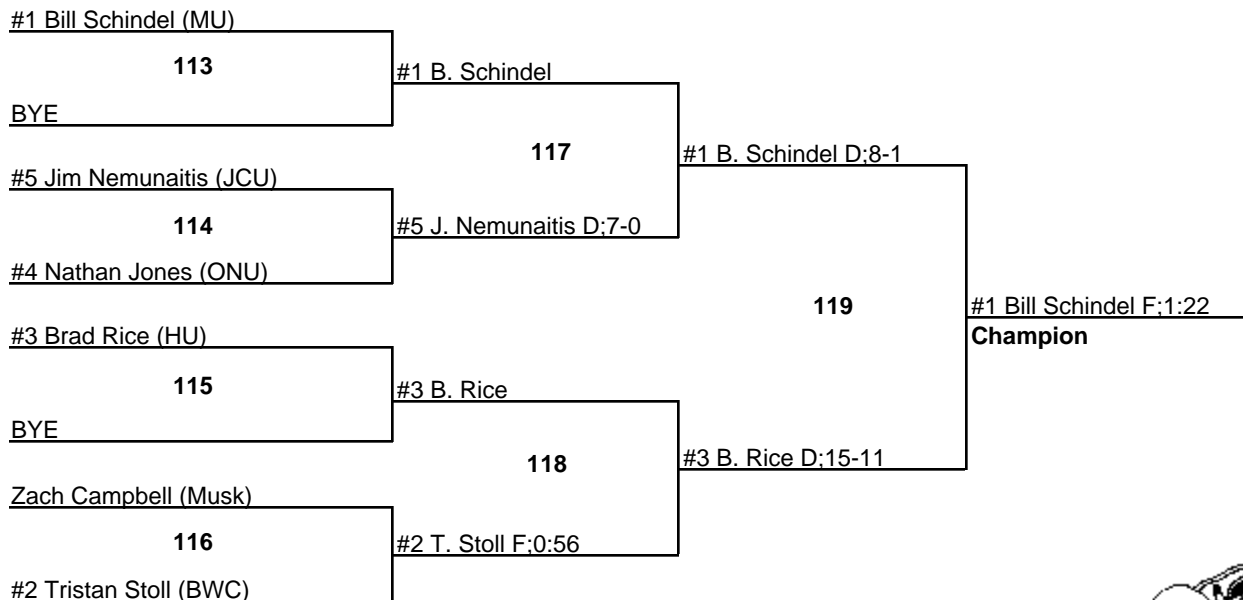 #1 Bill Schindel (MU)
113
#1 B. Schindel
BYE
117
#1 B. Schindel D;8-1
#5 Jim Nemunaitis (JCU)
114
#5 J. Nemunaitis D;7-0
#4 Nathan Jones (ONU)
119
#1 Bill Schindel F;1:22
Champion
#3 Brad Rice (HU)
115
#3 B. Rice
BYE
118
#3 B. Rice D;15-11
Zach Campbell (Musk)
116
#2 T. Stoll F;0:56
#2 Tristan Stoll (BWC)